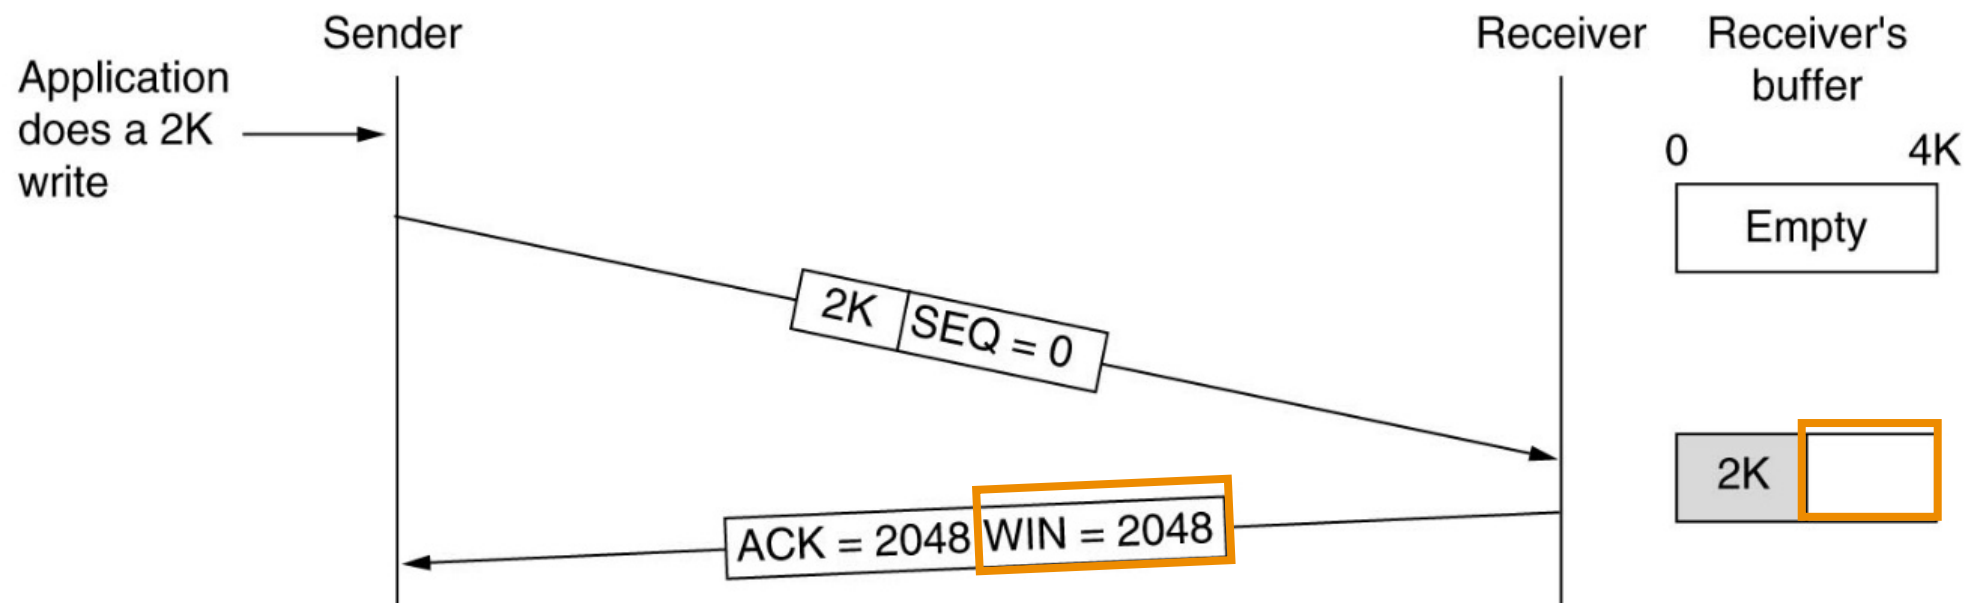 Sender
Receiver
Receiver's
buffer
Application
does a 2K
write
0
4K
Empty
2K
SEQ = 0
2K
ACK = 2048
WIN = 2048